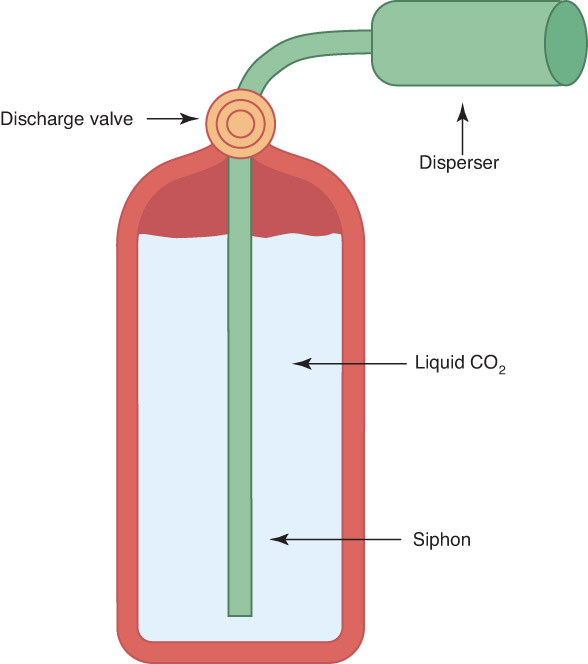 Discharge valve
Disperser
Liquid CO₂
Siphon